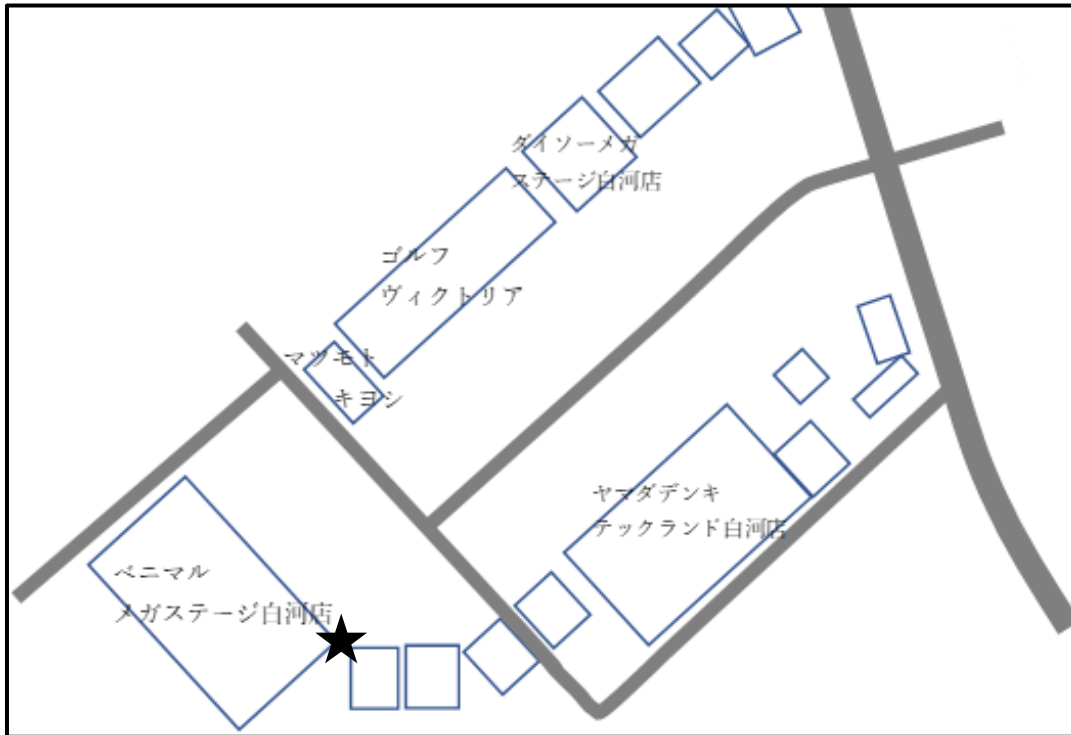 ダイソーメガ
ステージ白河店
ゴルフ
ヴィクトリア
マツモト
キヨシ
ヤマダデンキ
テックランド白河店
ベニマル
メガステージ白河店